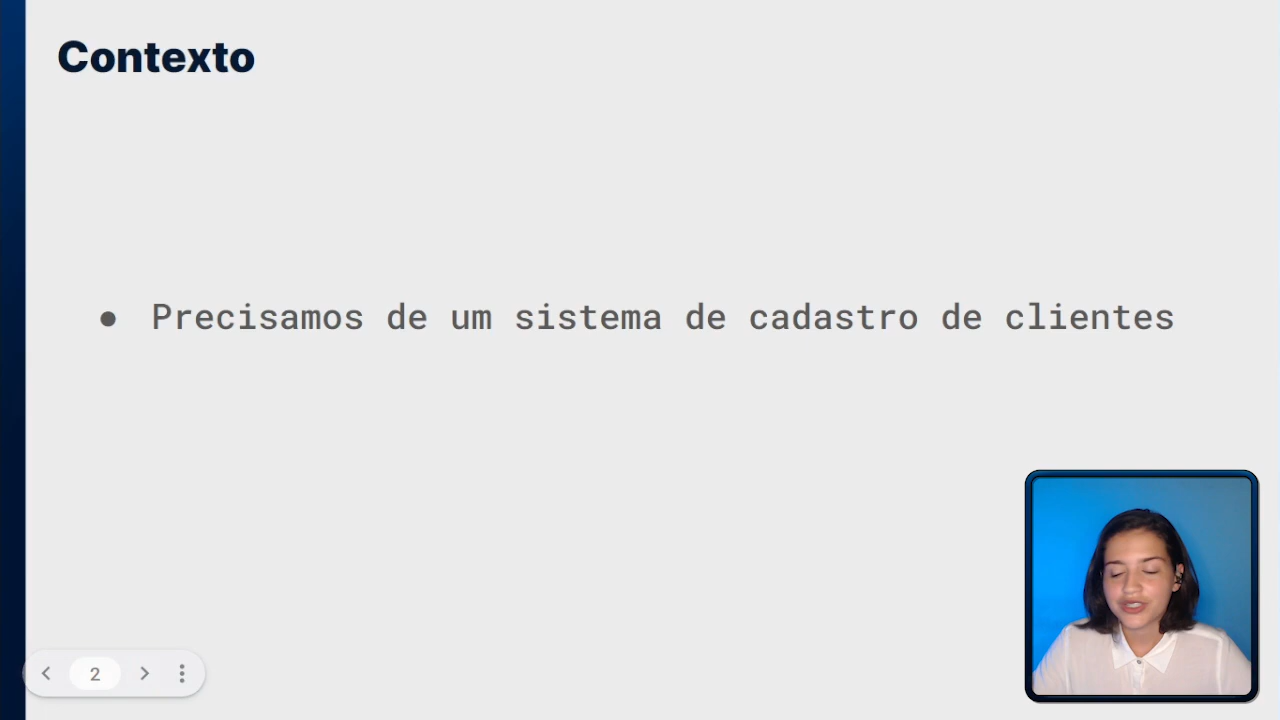 Contexto
● Precisamos de um sistema de cadastro de clientes
2